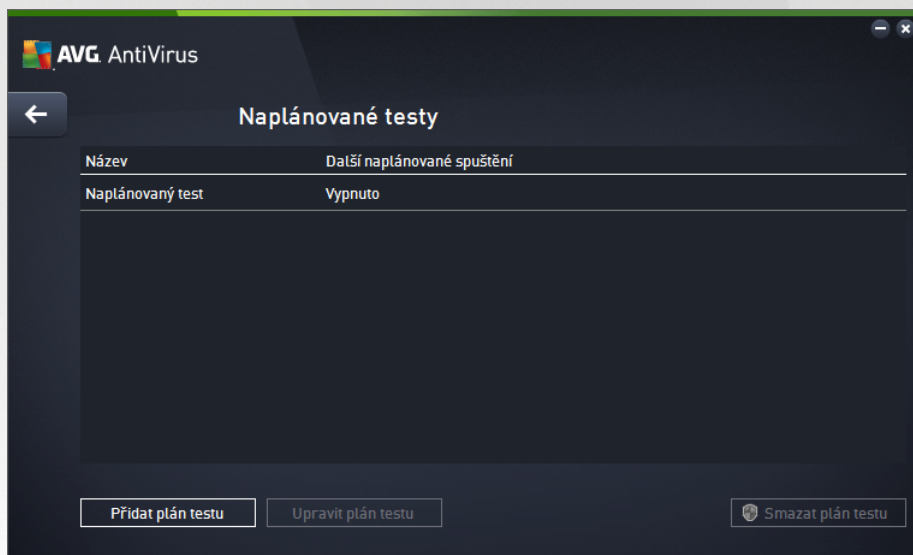 AVG. AntiVirus
Naplánované testy
Název Další naplánované spuštění
Naplánovaný test Vypnuto
Přidat plán testu Upravit plán testu Smazat plán testu